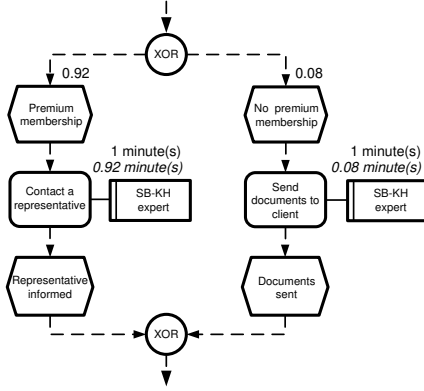 XOR
0.92
0.08
Premium
membership
No premium
membership
1 minute(s)
0.92 minute(s)
1 minute(s)
0.08 minute(s)
Contact a
representative
SB-KH
expert
Send
documents to
client
SB-KH
expert
Representative
informed
Documents
sent
XOR